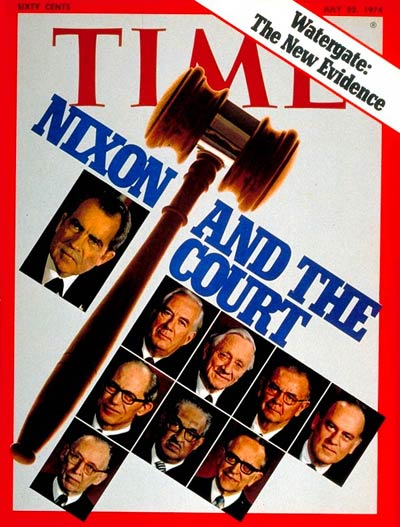 SIXTY CENTS
JULY 22, 1974
Watergate:
The New Evidence
TIME
®
NIXON
AND THE
COURT